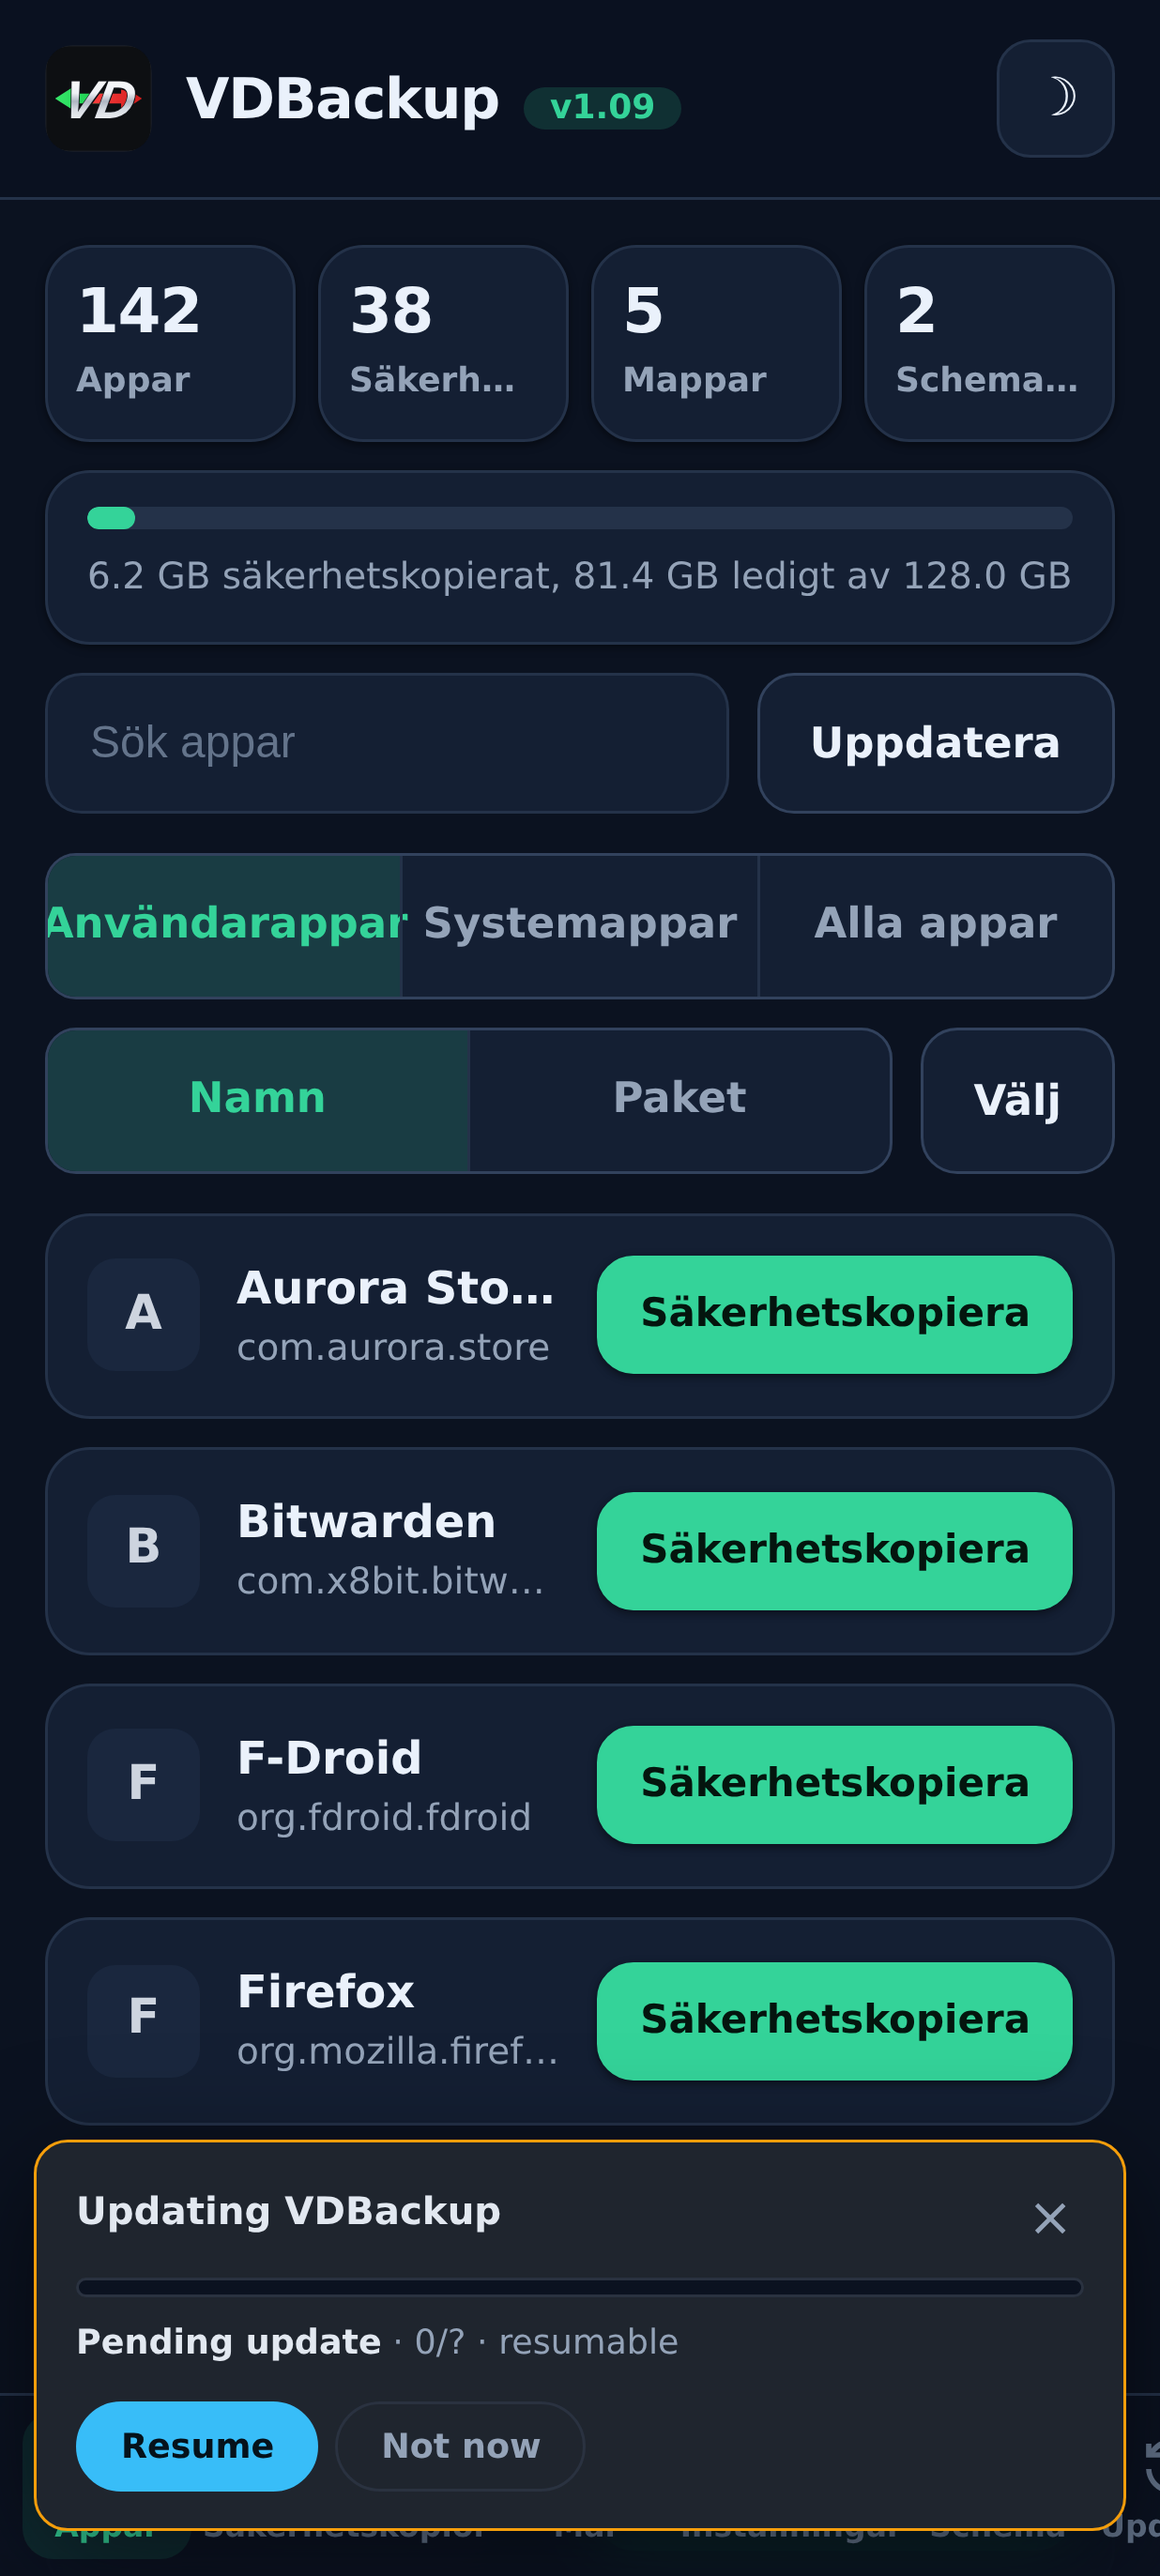 VD
VDBackup v1.09
142
Appar
38
Säkerh...
5
Mappar
2
Schema...
6.2 GB säkerhetskopierat, 81.4 GB ledigt av 128.0 GB
Sök appar
Uppdatera
Användarappar
Systemappar
Alla appar
Namn
Paket
Välj
A
Aurora Sto...
com.aurora.store
Säkerhetskopiera
B
Bitwarden
com.x8bit.bitw...
Säkerhetskopiera
F
F-Droid
org.fdroid.fdroid
Säkerhetskopiera
F
Firefox
org.mozilla.firef...
Säkerhetskopiera
Updating VDBackup
×
Pending update · 0/? · resumable
Resume
Not now
Appar